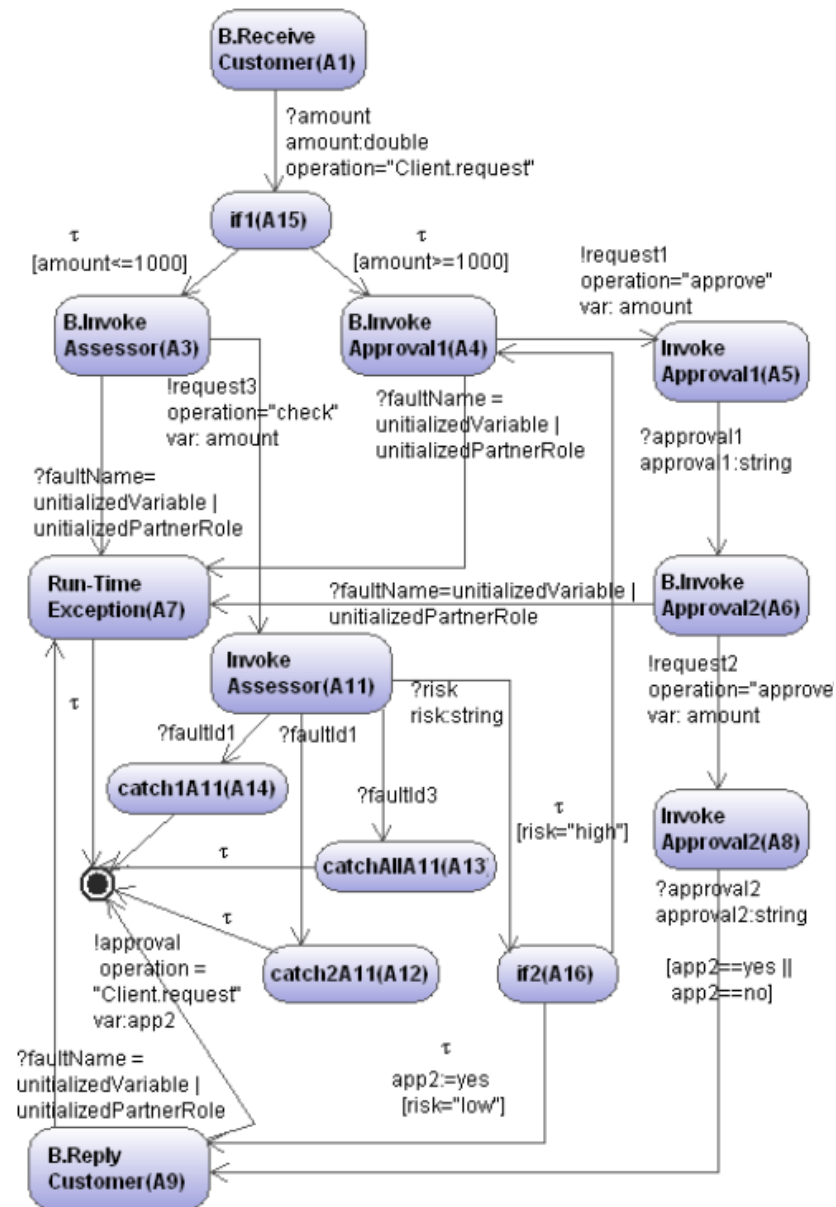 B.Receive
Customer(A1)
?amount
amount:double
operation="Client.request"
if1(A15)
τ
[amount<=1000]
τ
[amount>=1000]
!request1
operation="approve"
var: amount
B.Invoke
Assessor(A3)
B.Invoke
Approval1(A4)
Invoke
Approval1(A5)
!request3
operation="check"
var: amount
?faultName =
unitializedVariable |
unitializedPartnerRole
?approval1
approval1:string
?faultName=
unitializedVariable |
unitializedPartnerRole
Run-Time
Exception(A7)
?faultName=unitializedVariable |
unitializedPartnerRole
B.Invoke
Approval2(A6)
Invoke
Assessor(A11)
?risk
risk:string
!request2
operation="approve"
var: amount
τ
?faultId1
?faultId1
catch1A11(A14)
?faultId3
τ
[risk="high"]
Invoke
Approval2(A8)
τ
catchAllA11(A13)
?approval2
approval2:string
τ
!approval
operation =
"Client.request"
var:app2
catch2A11(A12)
if2(A16)
[app2==yes ||
app2==no]
?faultName =
unitializedVariable |
unitializedPartnerRole
τ
app2:=yes
[risk="low"]
B.Reply
Customer(A9)